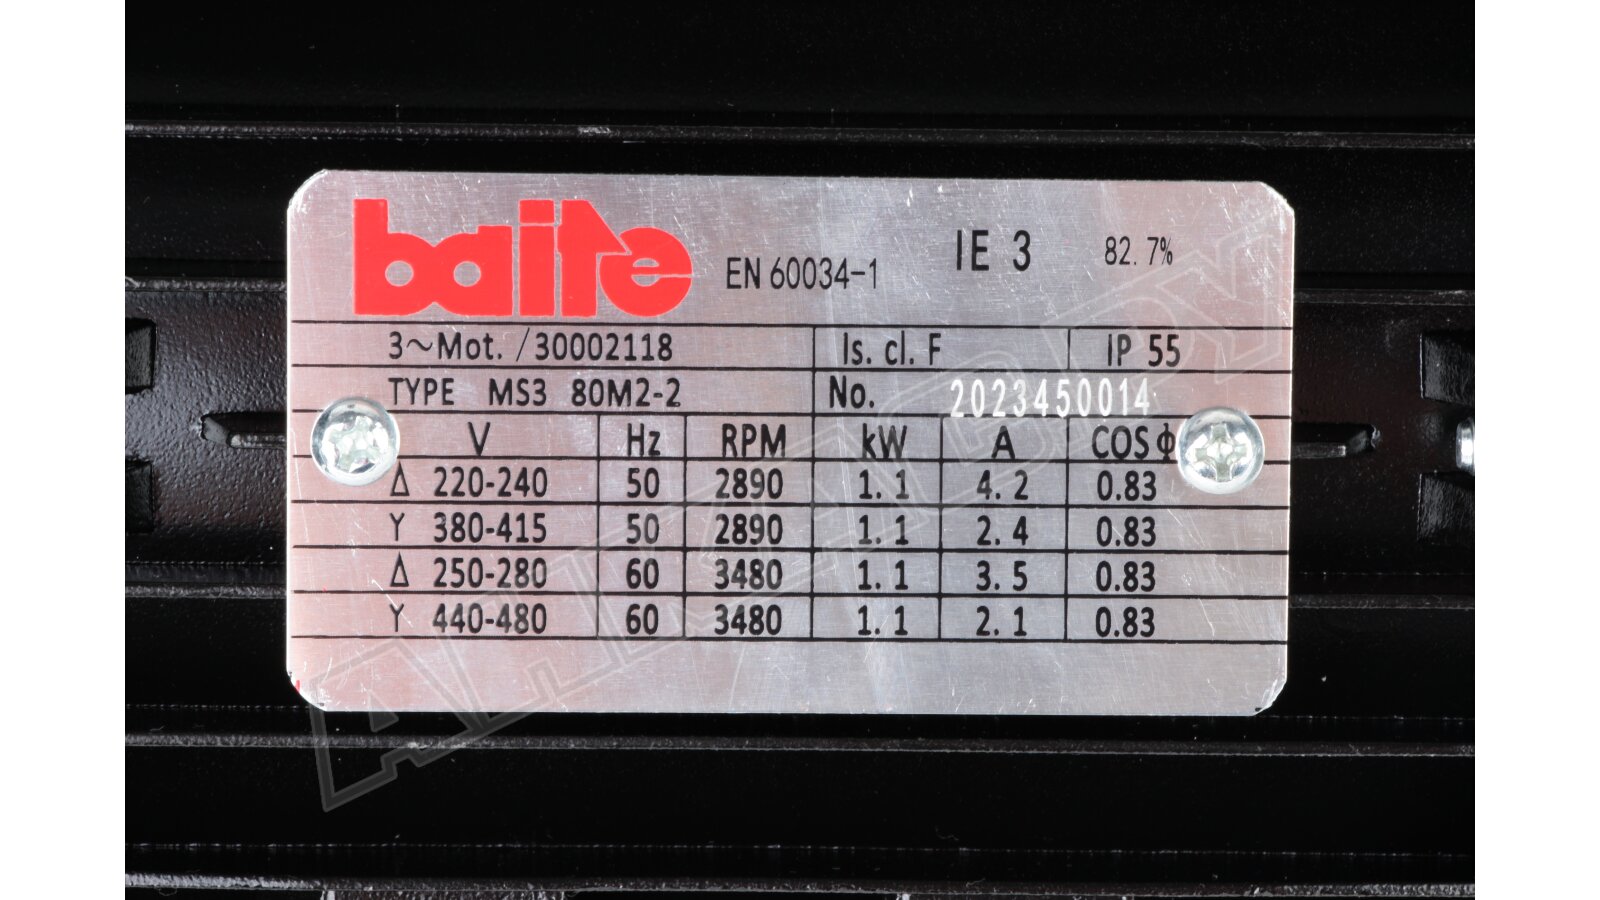 baite EN 60034-1 IE 3 82.7%
3~Mot. /30002118 Is. cl. F IP 55
TYPE MS3 80M2-2 No. 2023450014
V Hz RPM kW A COS ϕ
Δ 220-240 50 2890 1.1 4.2 0.83
Y 380-415 50 2890 1.1 2.4 0.83
Δ 250-280 60 3480 1.1 3.5 0.83
Y 440-480 60 3480 1.1 2.1 0.83